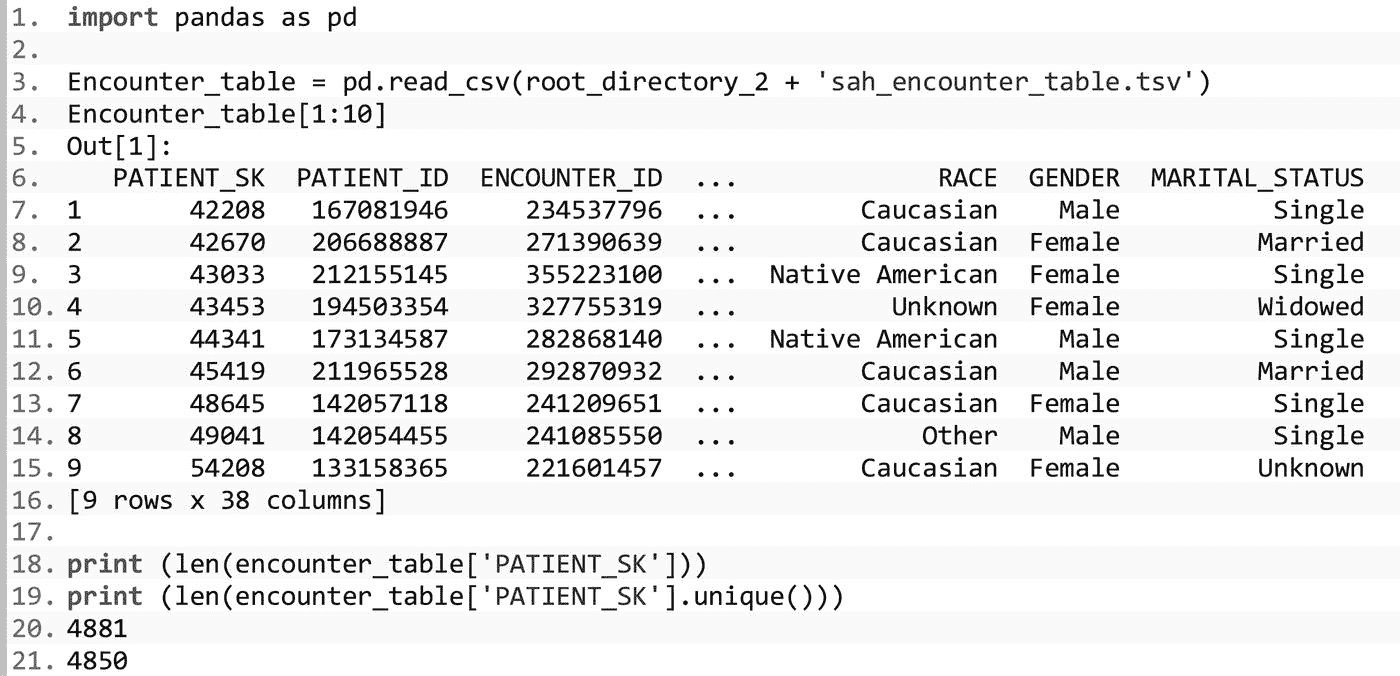 1. import pandas as pd
2.
3. Encounter_table = pd.read_csv(root_directory_2 + 'sah_encounter_table.tsv')
4. Encounter_table[1:10]
5. Out[1]:
6.    PATIENT_SK  PATIENT_ID  ENCOUNTER_ID  ...             RACE  GENDER  MARITAL_STATUS
7. 1       42208   167081946     234537796  ...        Caucasian    Male          Single
8. 2       42670   206688887     271390639  ...        Caucasian  Female         Married
9. 3       43033   212155145     355223100  ...  Native American  Female          Single
10. 4       43453   194503354     327755319  ...          Unknown  Female         Widowed
11. 5       44341   173134587     282868140  ...  Native American    Male          Single
12. 6       45419   211965528     292870932  ...        Caucasian    Male         Married
13. 7       48645   142057118     241209651  ...        Caucasian  Female          Single
14. 8       49041   142054455     241085550  ...            Other    Male          Single
15. 9       54208   133158365     221601457  ...        Caucasian  Female         Unknown
16. [9 rows x 38 columns]
17.
18. print (len(encounter_table['PATIENT_SK']))
19. print (len(encounter_table['PATIENT_SK'].unique()))
20. 4881
21. 4850